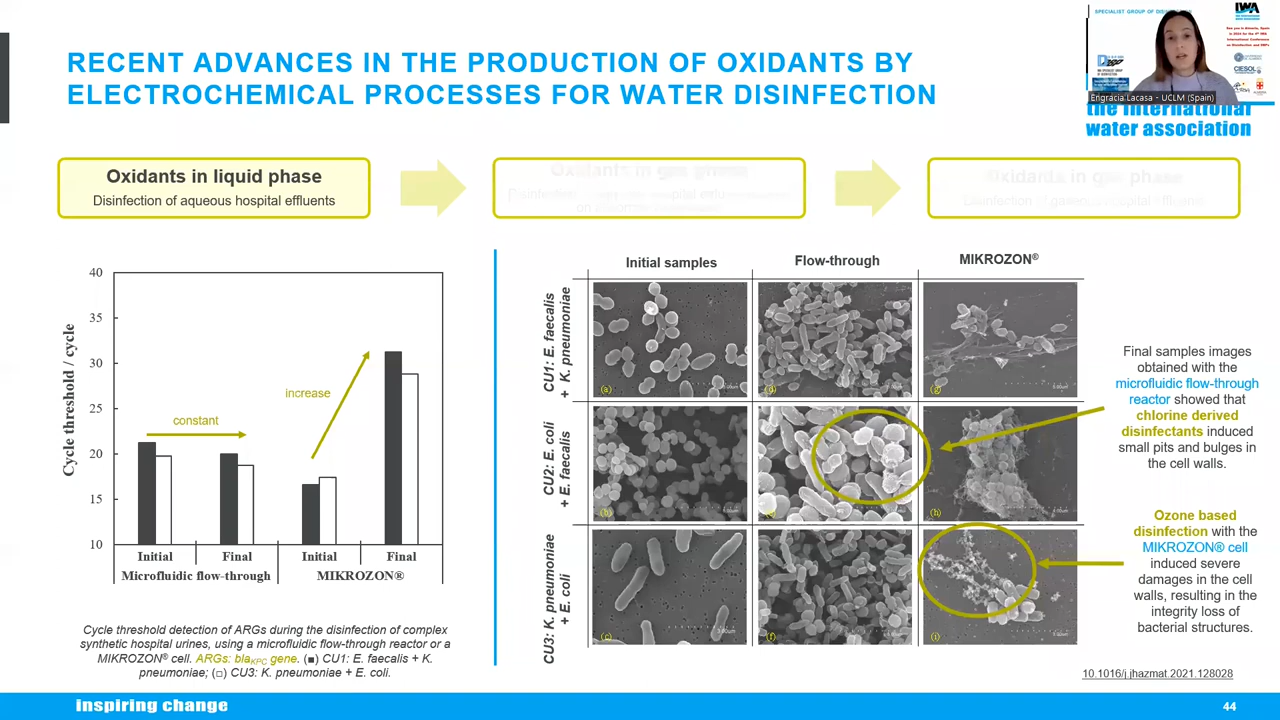 RECENT ADVANCES IN THE PRODUCTION OF OXIDANTS BY
ELECTROCHEMICAL PROCESSES FOR WATER DISINFECTION
SPECIALIST GROUP OF
IWA
Engracia Lacasa - UCLM (Spain)
CIESOL
the international
water association
Oxidants in liquid phase
Disinfection of aqueous hospital effluents
Oxidants in gas phase
Oxidants in gas phase
40
35
30
25
20
15
10
Cycle threshold / cycle
constant
increase
Initial
Final
Initial
Final
Microfluidic flow-through
MIKROZON®
Cycle threshold detection of ARGs during the disinfection of complex
synthetic hospital urines, using a microfluidic flow-through reactor or a
MIKROZON® cell. ARGs: blaKPC gene. (■) CU1: E. faecalis + K.
pneumoniae; (□) CU3: K. pneumoniae + E. coli.
Initial samples
Flow-through
MIKROZON®
CU1: E. faecalis
+ K. pneumoniae
(a)
(d)
(g)
CU2: E. coli
+ E. faecalis
(b)
(h)
CU3: K. pneumoniae
+ E. coli
(c)
3.00um
(f)
(i)
Final samples images
obtained with the
microfluidic flow-through
reactor showed that
chlorine derived
disinfectants induced
small pits and bulges in
the cell walls.
Ozone based
disinfection with the
MIKROZON® cell
induced severe
damages in the cell
walls, resulting in the
integrity loss of
bacterial structures.
10.1016/j.jhazmat.2021.128028
inspiring change
44